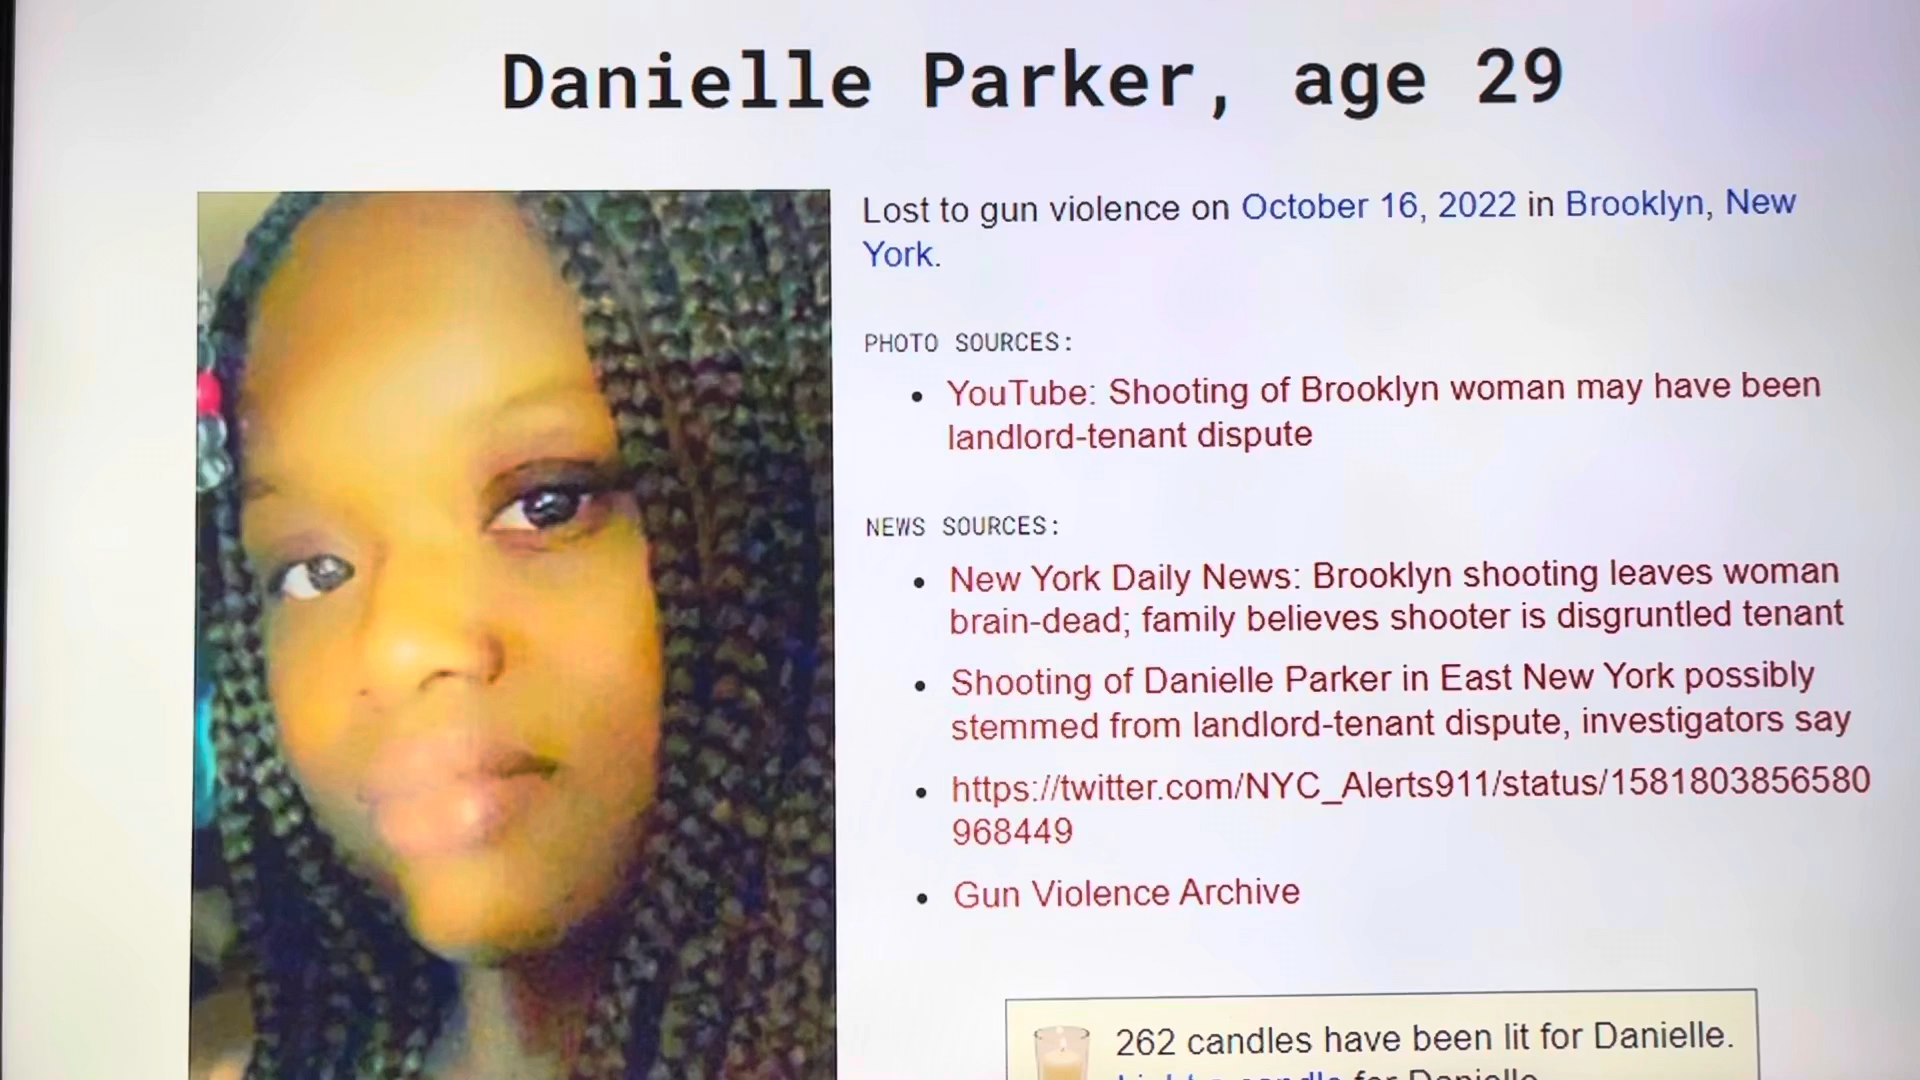 Danielle Parker, age 29
Lost to gun violence on October 16, 2022 in Brooklyn, New
York.
PHOTO SOURCES:
YouTube: Shooting of Brooklyn woman may have been
landlord-tenant dispute
NEWS SOURCES:
New York Daily News: Brooklyn shooting leaves woman
brain-dead; family believes shooter is disgruntled tenant
Shooting of Danielle Parker in East New York possibly
stemmed from landlord-tenant dispute, investigators say
https://twitter.com/NYC_Alerts911/status/1581803856580
968449
Gun Violence Archive
262 candles have been lit for Danielle.
Light a candle for Danielle